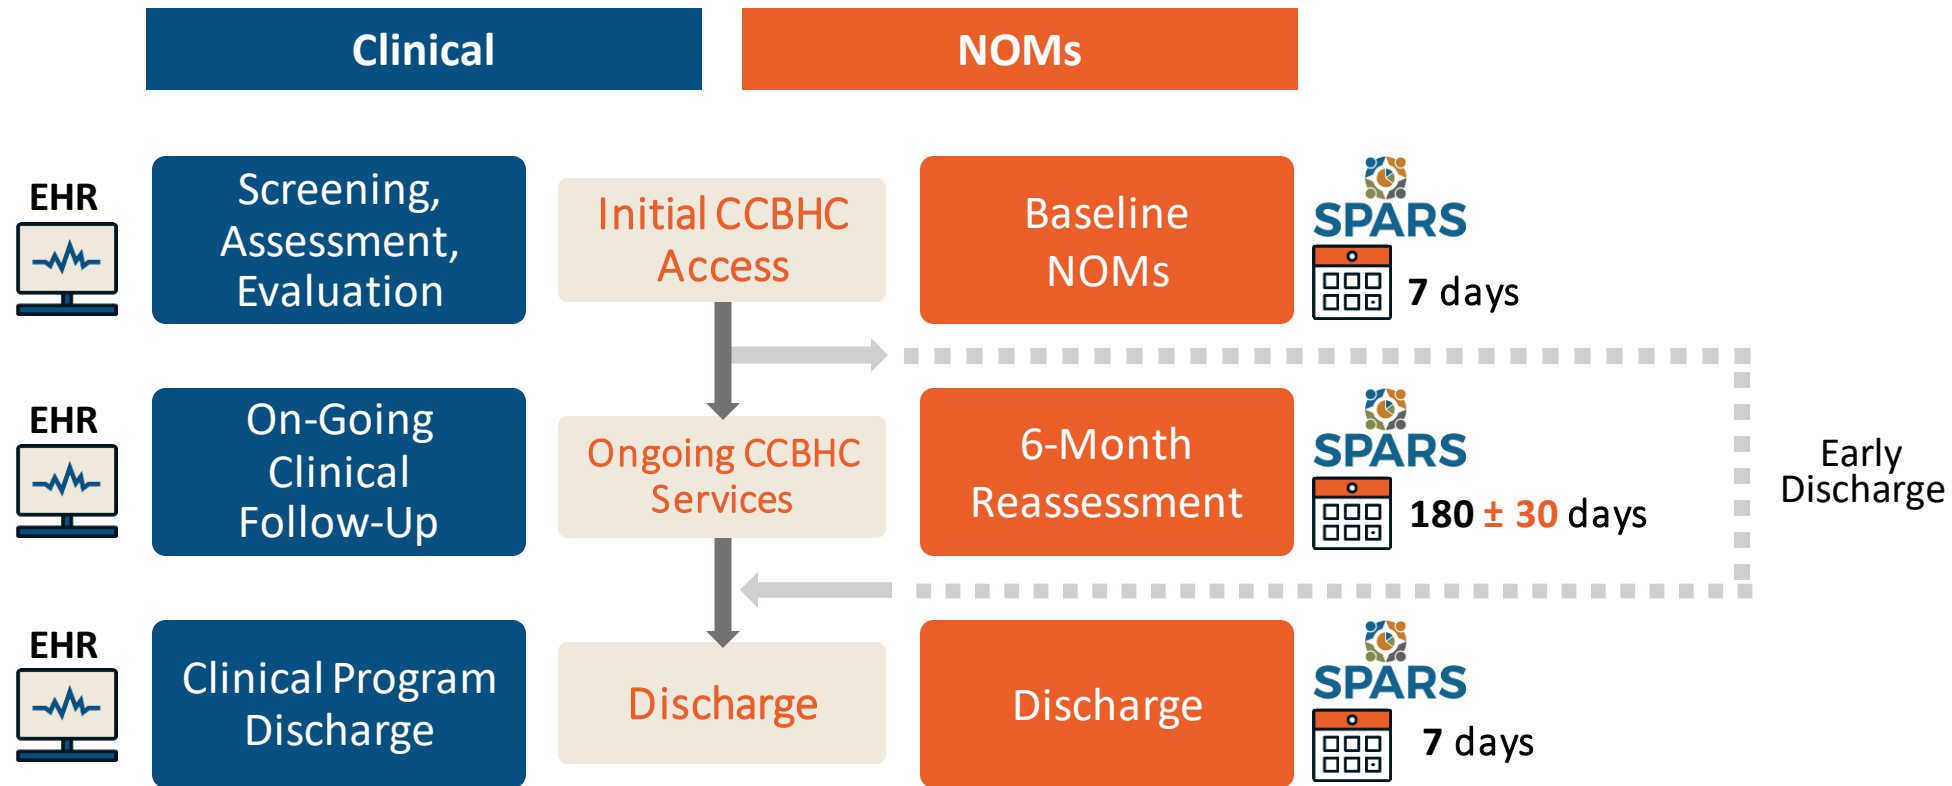 Clinical
NOMs
EHR
Screening,
Assessment,
Evaluation
Initial CCBHC
Access
Baseline
NOMs
SPARS
7 days
EHR
On-Going
Clinical
Follow-Up
Ongoing CCBHC
Services
6-Month
Reassessment
SPARS
180 ± 30 days
Early
Discharge
EHR
Clinical Program
Discharge
Discharge
Discharge
SPARS
7 days